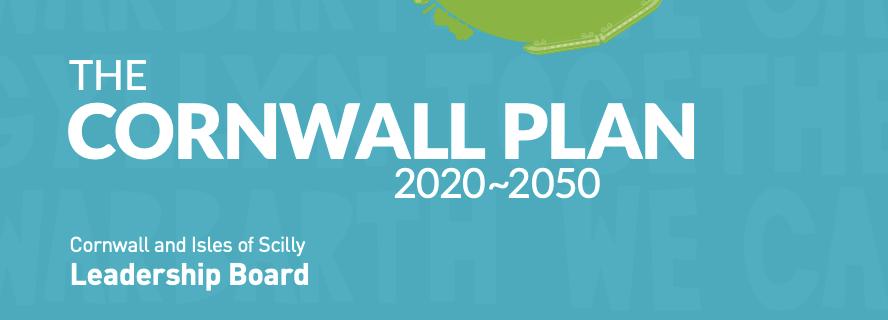 THE
CORNWALL PLAN
2020~2050
Cornwall and Isles of Scilly
Leadership Board